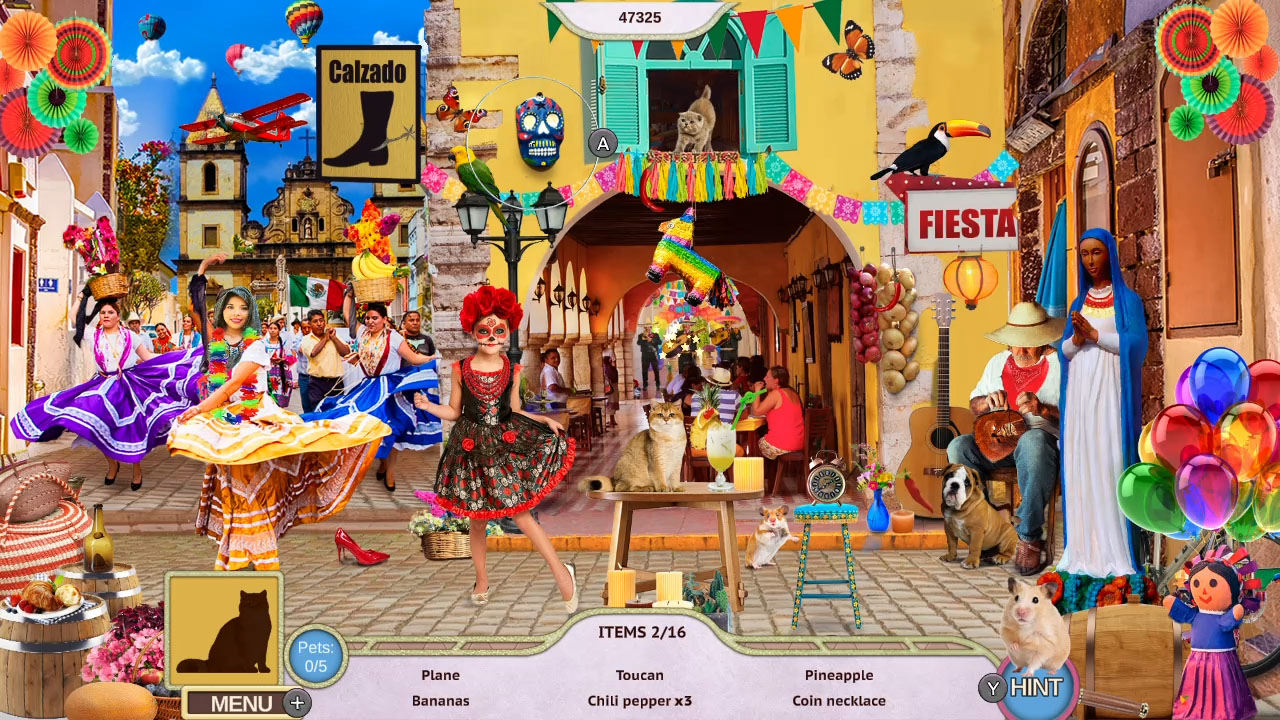 47325
Calzado
A
FIESTA
ITEMS 2/16
Pets:
0/5
Plane Toucan Pineapple
Bananas Chili pepper x3 Coin necklace
MENU +
Y HINT